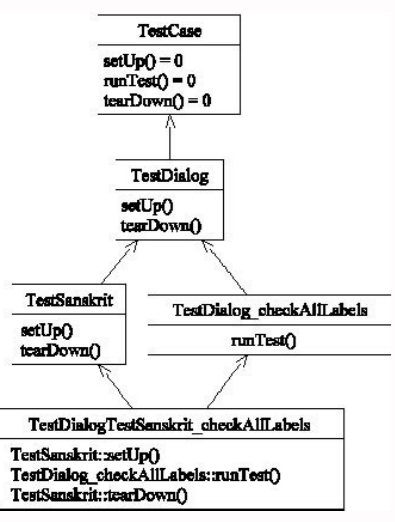 TestCase
setUp() = 0
runTest() = 0
tearDown() = 0
TestDialog
setUp()
tearDown()
TestSanskrit
setUp()
tearDown()
TestDialog_checkAllLabels
runTest()
TestDialogTestSanskrit_checkAllLabels
TestSanskrit::setUp()
TestDialog_checkAllLabels::runTest()
TestSanskrit::tearDown()